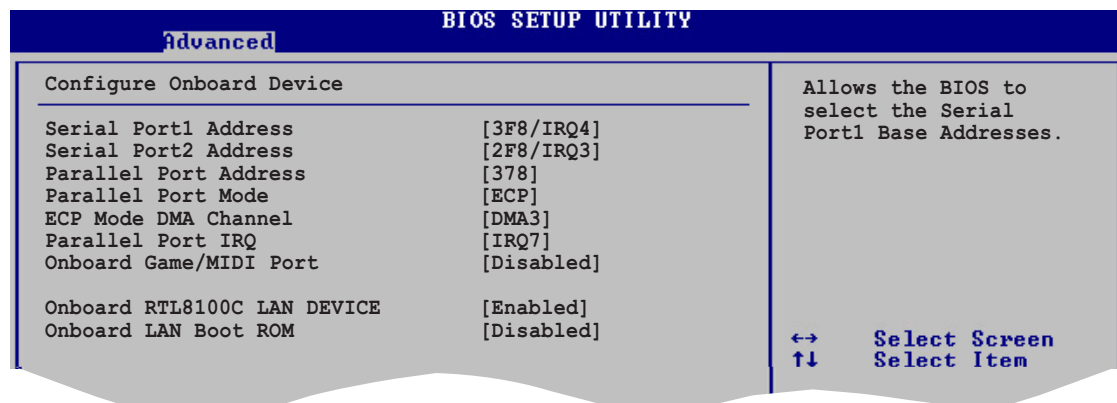 BIOS SETUP UTILITY
Advanced
Configure Onboard Device
Serial Port1 Address [3F8/IRQ4]
Serial Port2 Address [2F8/IRQ3]
Parallel Port Address [378]
Parallel Port Mode [ECP]
ECP Mode DMA Channel [DMA3]
Parallel Port IRQ [IRQ7]
Onboard Game/MIDI Port [Disabled]
Onboard RTL8100C LAN DEVICE [Enabled]
Onboard LAN Boot ROM [Disabled]
Allows the BIOS to
select the Serial
Port1 Base Addresses.
↔ Select Screen
↑↓ Select Item